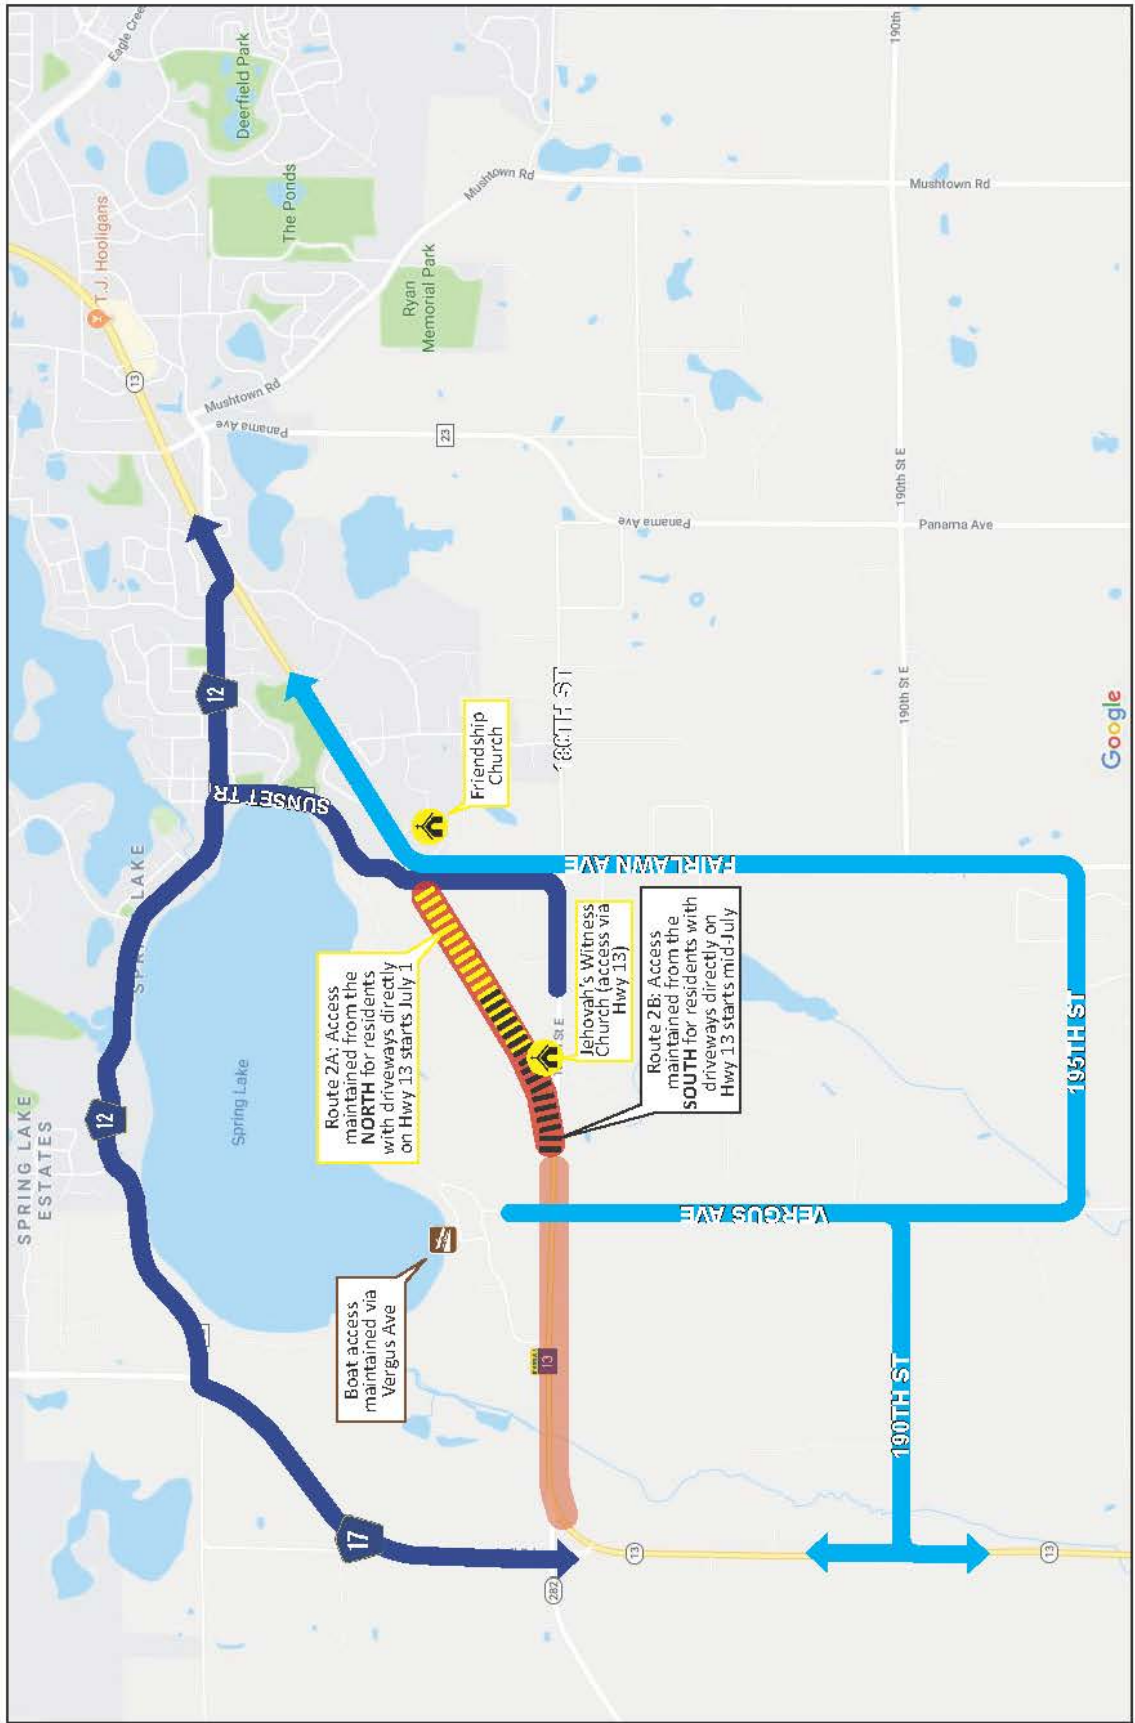 SPRING LAKE
ESTATES
12
17
282
13
13
Boat access
maintained via
Vergus Ave
Spring Lake
12
SUNSET TR
Route 2A: Access
maintained from the
NORTH for residents
with driveways directly
on Hwy 13 starts July 1
Friendship
Church
Jehovah's Witness
Church (access via
Hwy 13)
Route 2B: Access
maintained from the
SOUTH for residents with
driveways directly on
Hwy 13 starts mid-July
13
St E
180TH ST
FAIRLAWN AVE
VERGUS AVE
190TH ST
195TH ST
190th St E
190th St E
190th
Panama Ave
Panama Ave
Panama Ave
23
Mushtown Rd
Mushtown Rd
Mushtown Rd
Ryan
Memorial Park
The Ponds
Deerfield Park
T.J. Hooligans
13
Eagle Cree
LAKE
Google